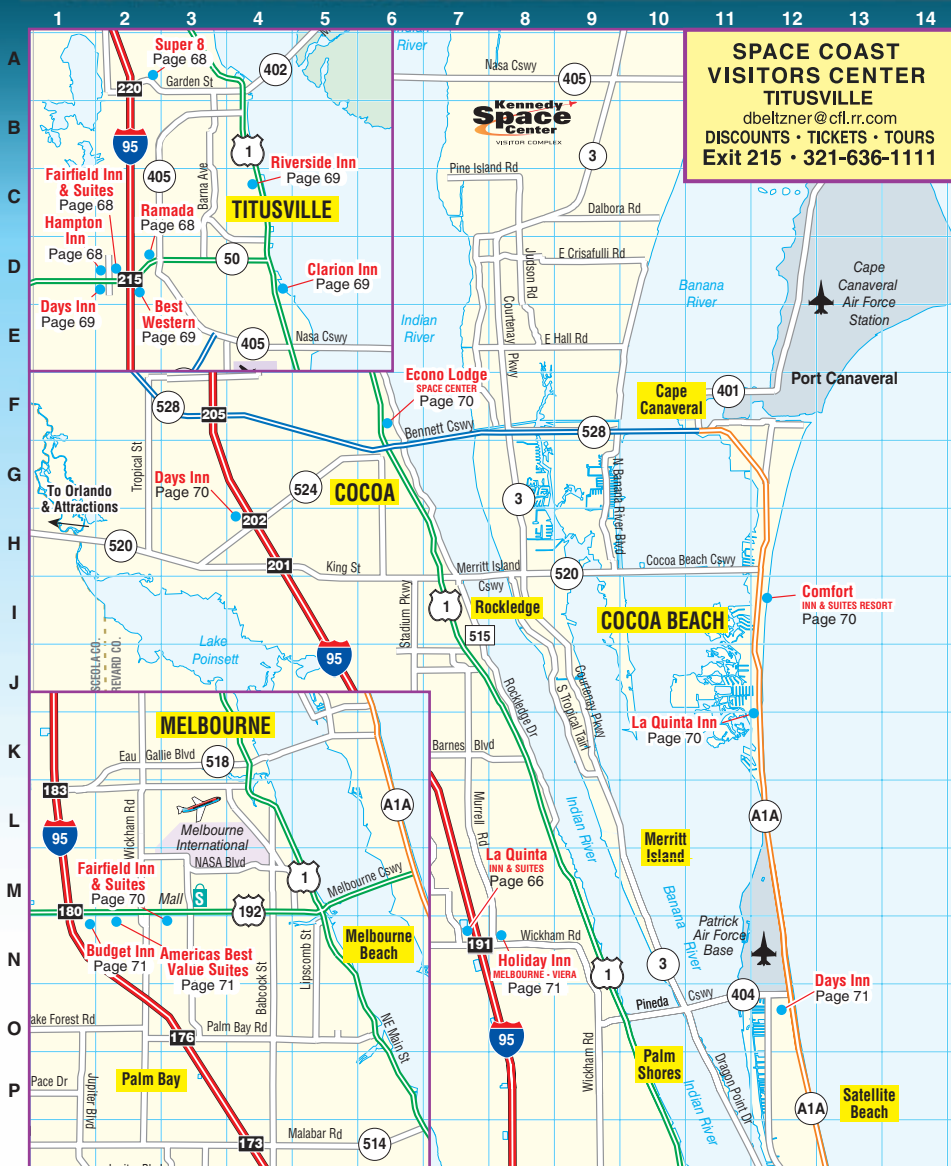 1 2 3 4 5 6 7 8 9 10 11 12 13 14
A
B
C
D
E
F
G
H
I
J
K
L
M
N
O
P
SPACE COAST
VISITORS CENTER
TITUSVILLE
dbeltzner@cfl.rr.com
DISCOUNTS • TICKETS • TOURS
Exit 215 • 321-636-1111
Super 8
Page 68
402
220
Garden St
95
1
405
Barna Ave
Riverside Inn
Page 69
Fairfield Inn
& Suites
Page 68
TITUSVILLE
Hampton
Inn
Page 68
Ramada
Page 68
50
215
Clarion Inn
Page 69
Days Inn
Page 69
Best
Western
Page 69
405
Nasa Cswy
Indian
River
Nasa Cswy
405
Kennedy
Space
Center
VISITOR COMPLEX
3
Pine Island Rd
Dalbora Rd
E Crisafulli Rd
Judson Rd
Courtenay Pkwy
E Hall Rd
Indian
River
Banana
River
Cape
Canaveral
Air Force
Station
Port Canaveral
401
Cape
Canaveral
Econo Lodge
SPACE CENTER
Page 70
528
205
Bennett Cswy
528
Tropical St
Days Inn
Page 70
524
COCOA
3
N Banana River Blvd
To Orlando
& Attractions
202
520
201
King St
Merritt Island
Cswy
520
Cocoa Beach Cswy
Stadium Pkwy
1
Rockledge
515
COCOA BEACH
Comfort
INN & SUITES RESORT
Page 70
Lake
Poinsett
SCEOLA CO.
REVARD CO.
95
Rockledge Dr
S Tropical Tairl
Courtenay Pkwy
La Quinta Inn
Page 70
MELBOURNE
Eau Gallie Blvd
518
183
95
Wickham Rd
Melbourne
International
NASA Blvd
A1A
Fairfield Inn
& Suites
Page 70
Mall
S
1
Melbourne Cswy
180
192
Budget Inn
Page 71
Americas Best
Value Suites
Page 71
Babcock St
Lipscomb St
Melbourne
Beach
ake Forest Rd
176
Palm Bay Rd
NE Main St
Pace Dr
Jupiter Blvd
Palm Bay
173
Malabar Rd
514
Barnes Blvd
Murrell Rd
La Quinta
INN & SUITES
Page 66
Indian River
Merritt
Island
A1A
191
Wickham Rd
Holiday Inn
MELBOURNE - VIERA
Page 71
Banana River
Patrick
Air Force
Base
1
3
404
Pineda Cswy
Days Inn
Page 71
95
Wickham Rd
Palm
Shores
Dragon Point Dr
Indian River
A1A
Satellite
Beach